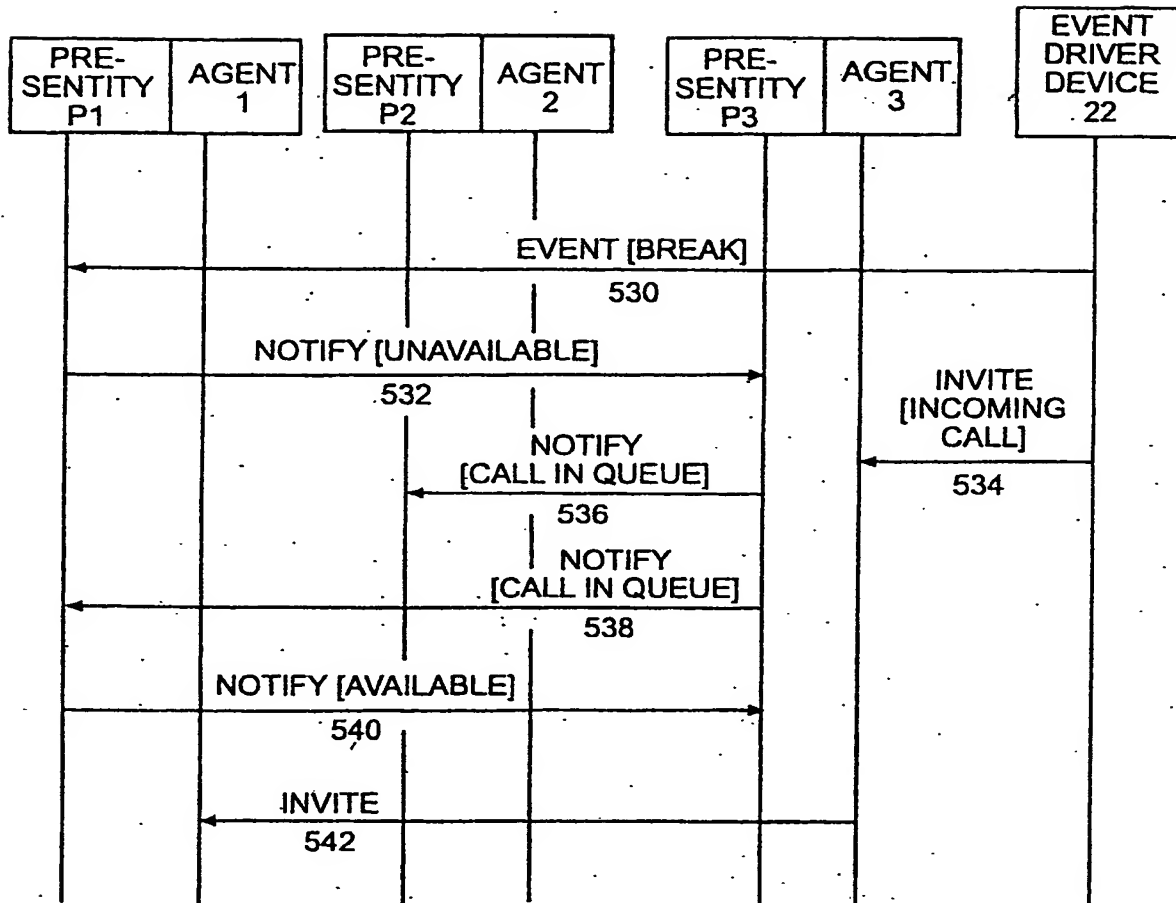 PRE-
SENTITY
P1
AGENT
1
PRE-
SENTITY
P2
AGENT
2
PRE-
SENTITY
P3
AGENT
3
EVENT
DRIVER
DEVICE
22
EVENT [BREAK]
530
NOTIFY [UNAVAILABLE]
532
INVITE
[INCOMING
CALL]
534
NOTIFY
[CALL IN QUEUE]
536
NOTIFY
[CALL IN QUEUE]
538
NOTIFY [AVAILABLE]
540
INVITE
542